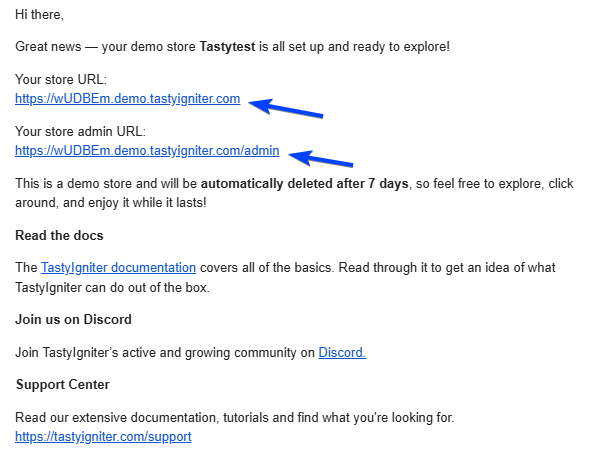 Hi there,
Great news — your demo store Tastytest is all set up and ready to explore!
Your store URL:
https://wUDBEm.demo.tastyigniter.com
Your store admin URL:
https://wUDBEm.demo.tastyigniter.com/admin
This is a demo store and will be automatically deleted after 7 days, so feel free to explore, click
around, and enjoy it while it lasts!
Read the docs
The TastyIgniter documentation covers all of the basics. Read through it to get an idea of what
TastyIgniter can do out of the box.
Join us on Discord
Join TastyIgniter’s active and growing community on Discord.
Support Center
Read our extensive documentation, tutorials and find what you're looking for.
https://tastyigniter.com/support